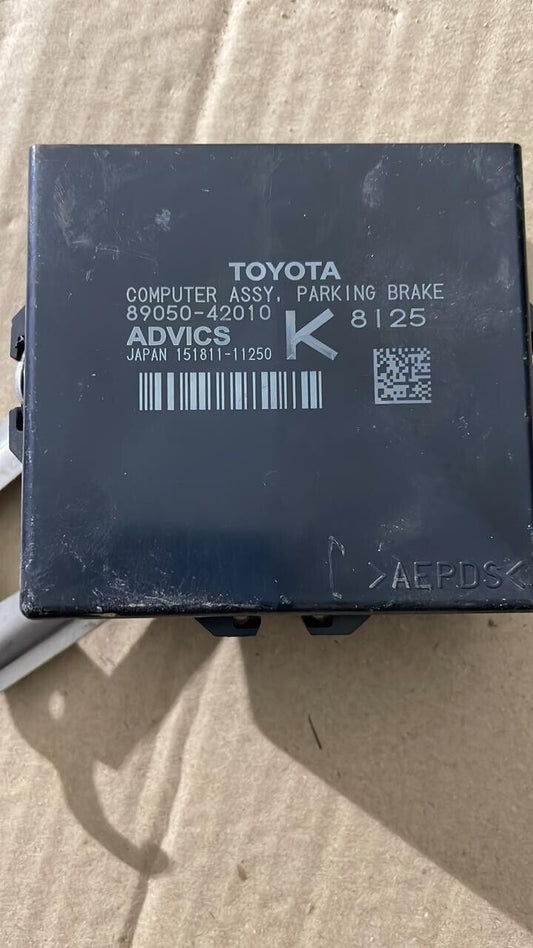 TOYOTA
COMPUTER ASSY, PARKING BRAKE
89050-42010
K
8125
ADVICS
JAPAN 151811-11250
>AEPDS<